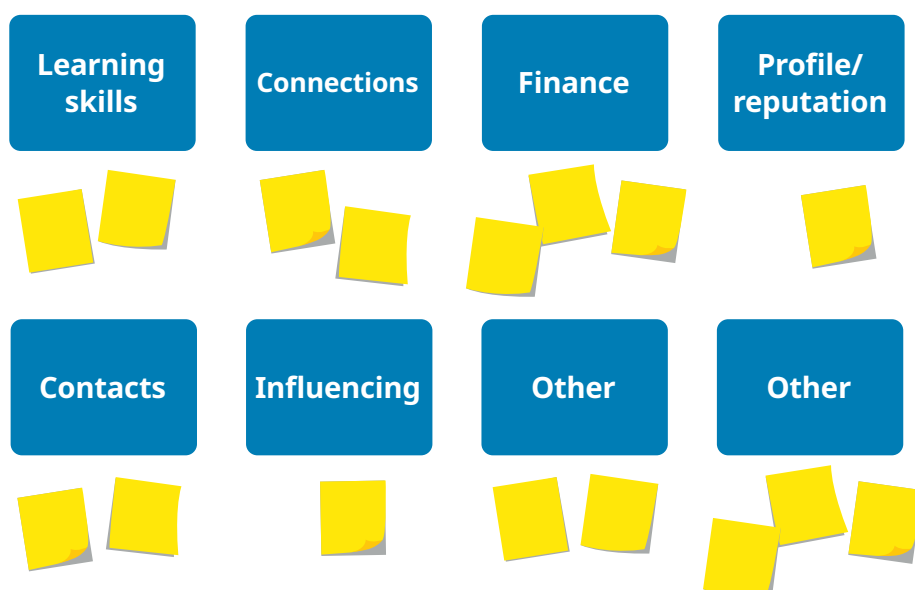 Learning
skills
Connections
Finance
Profile/
reputation
Contacts
Influencing
Other
Other